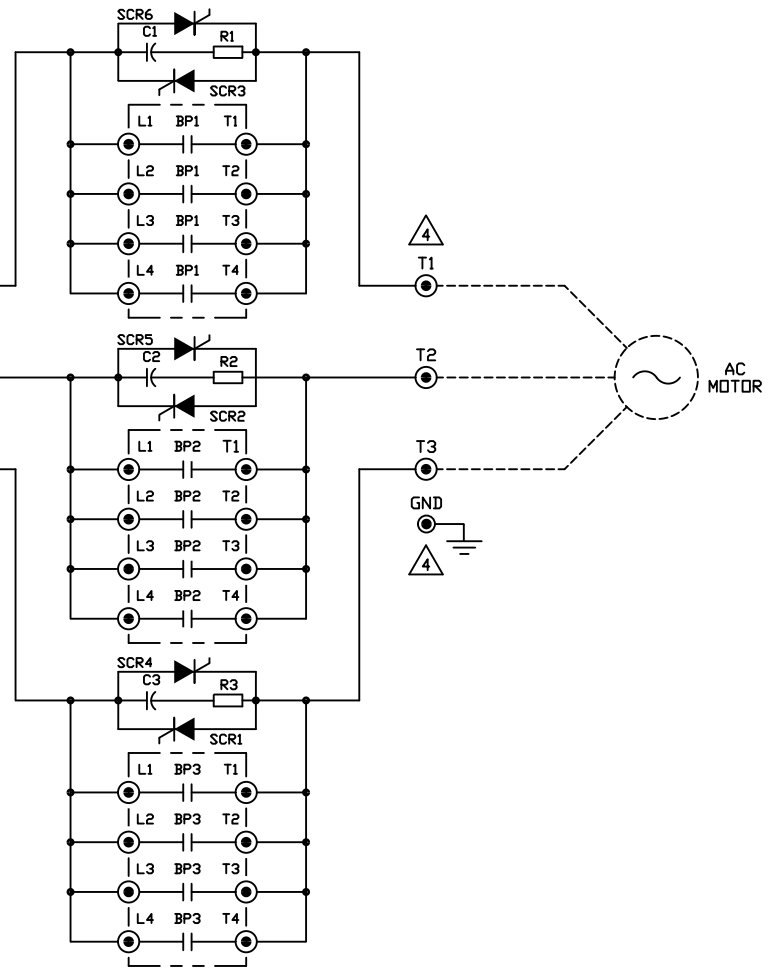 SCR6
C1
R1
SCR3
L1 BP1 T1
L2 BP1 T2
L3 BP1 T3
L4 BP1 T4
4
T1
SCR5
C2
R2
SCR2
L1 BP2 T1
L2 BP2 T2
L3 BP2 T3
L4 BP2 T4
T2
AC
MOTOR
T3
GND
4
SCR4
C3
R3
SCR1
L1 BP3 T1
L2 BP3 T2
L3 BP3 T3
L4 BP3 T4